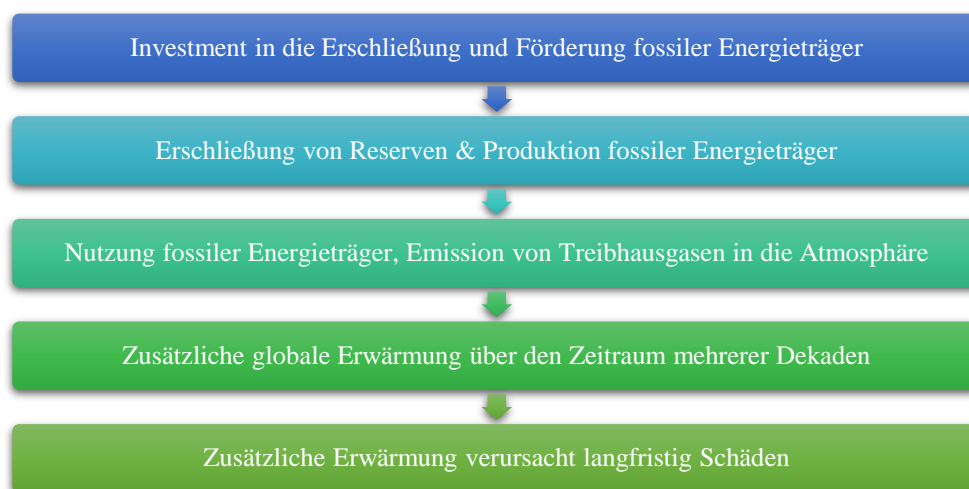 Investment in die Erschließung und Förderung fossiler Energieträger
Erschließung von Reserven & Produktion fossiler Energieträger
Nutzung fossiler Energieträger, Emission von Treibhausgasen in die Atmosphäre
Zusätzliche globale Erwärmung über den Zeitraum mehrerer Dekaden
Zusätzliche Erwärmung verursacht langfristig Schäden